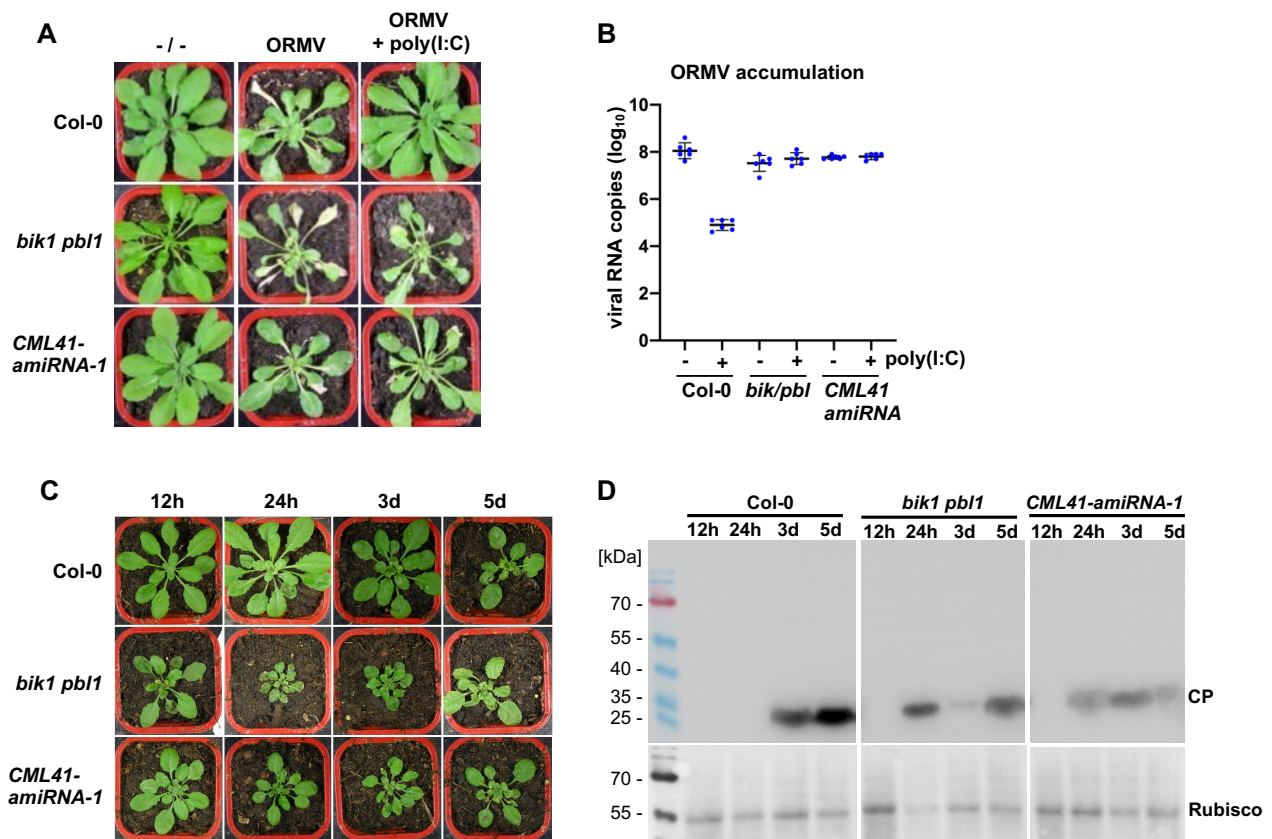 A
- / -
ORMV
ORMV
+ poly(I:C)
Col-0
bik1 pbl1
CML41-
amiRNA-1
B
ORMV accumulation
viral RNA copies (log10)
10
8
6
4
2
0
- + - + - + poly(I:C)
Col-0 bik/pbl CML41
amiRNA
C
12h 24h 3d 5d
Col-0
bik1 pbl1
CML41-
amiRNA-1
D
Col-0 bik1 pbl1 CML41-amiRNA-1
12h 24h 3d 5d 12h 24h 3d 5d 12h 24h 3d 5d
[kDa]
70 -
55 -
40 -
35 -
25 -
CP
70 -
55 -
Rubisco